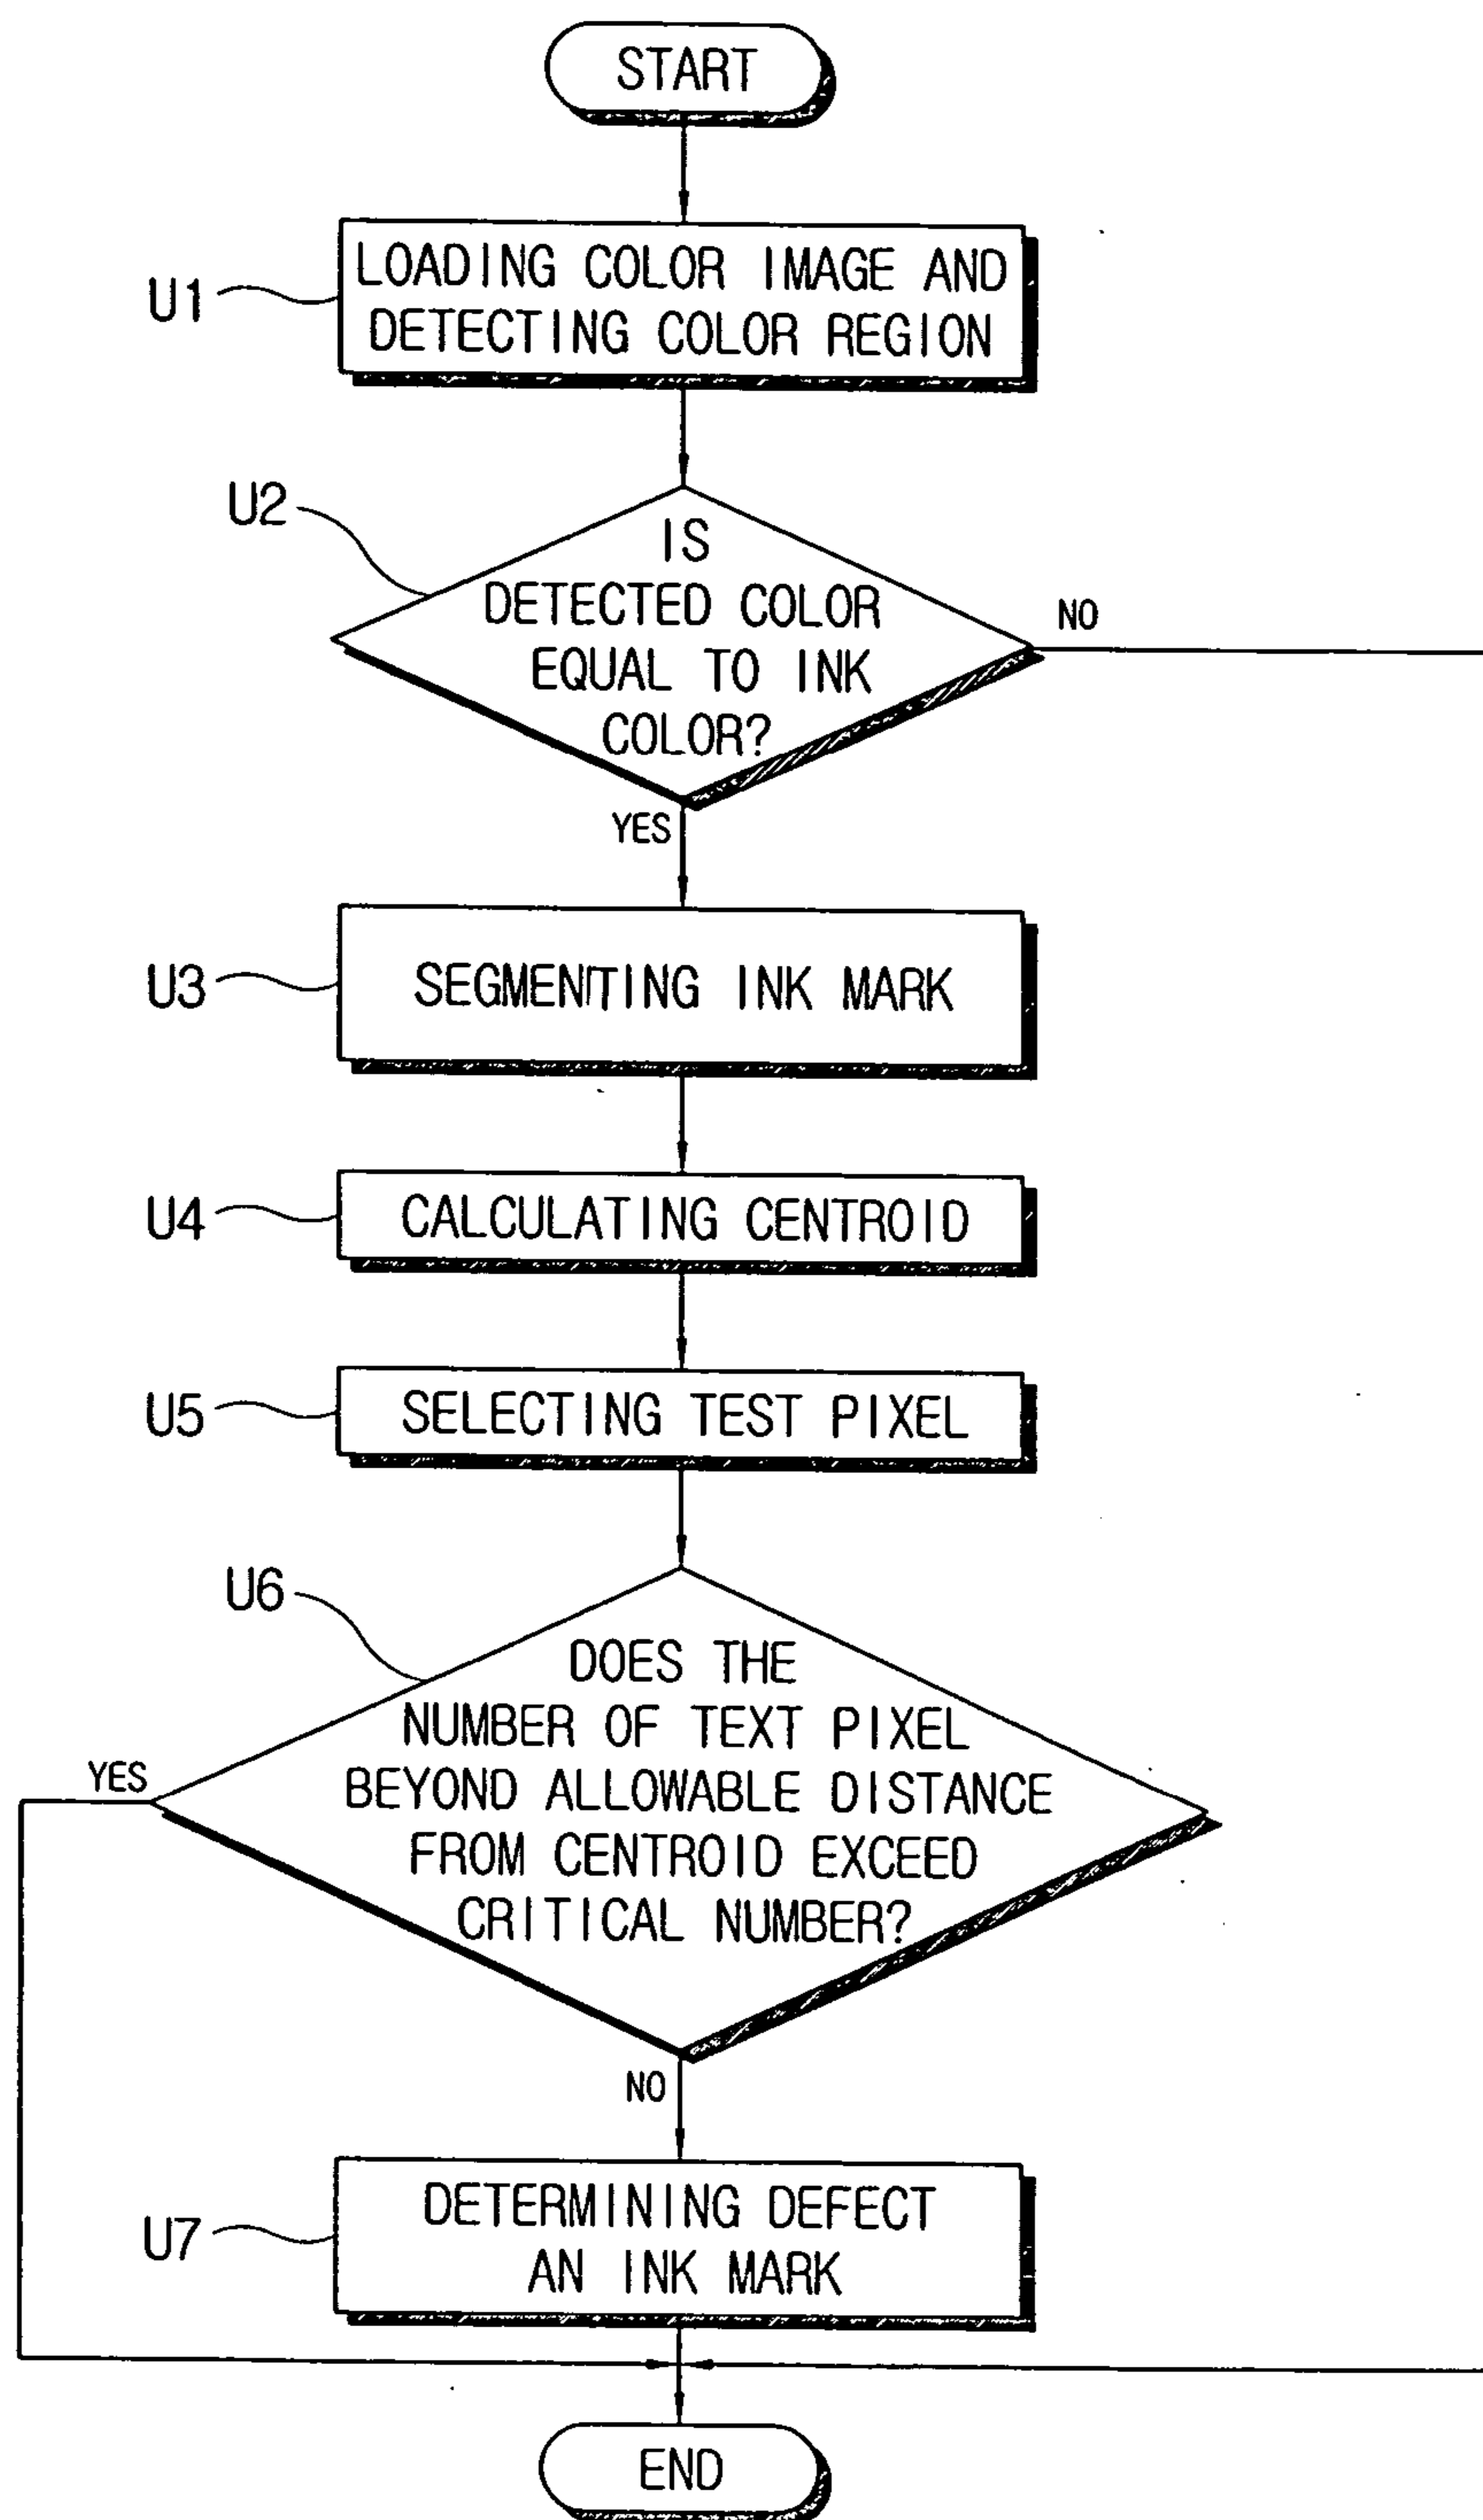 START
U1
LOADING COLOR IMAGE AND
DETECTING COLOR REGION
U2
IS
DETECTED COLOR
EQUAL TO INK
COLOR?
NO
YES
U3
SEGMENTING INK MARK
U4
CALCULATING CENTROID
U5
SELECTING TEST PIXEL
U6
DOES THE
NUMBER OF TEXT PIXEL
BEYOND ALLOWABLE DISTANCE
FROM CENTROID EXCEED
CRITICAL NUMBER?
YES
NO
U7
DETERMINING DEFECT
AN INK MARK
END